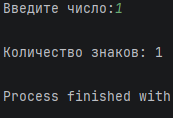 Введите число:1
Количество знаков: 1
Process finished with